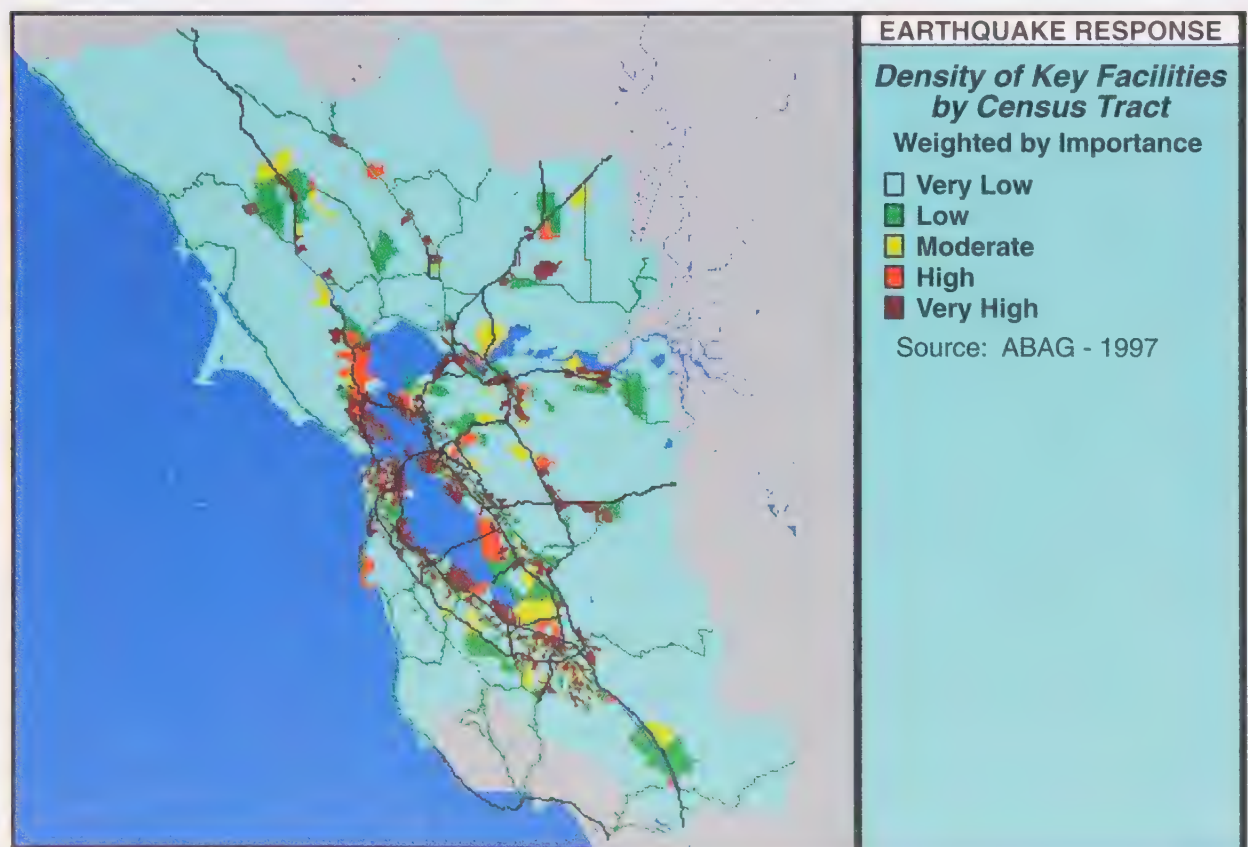 EARTHQUAKE RESPONSE
Density of Key Facilities
by Census Tract
Weighted by Importance
Very Low
Low
Moderate
High
Very High
Source: ABAG - 1997